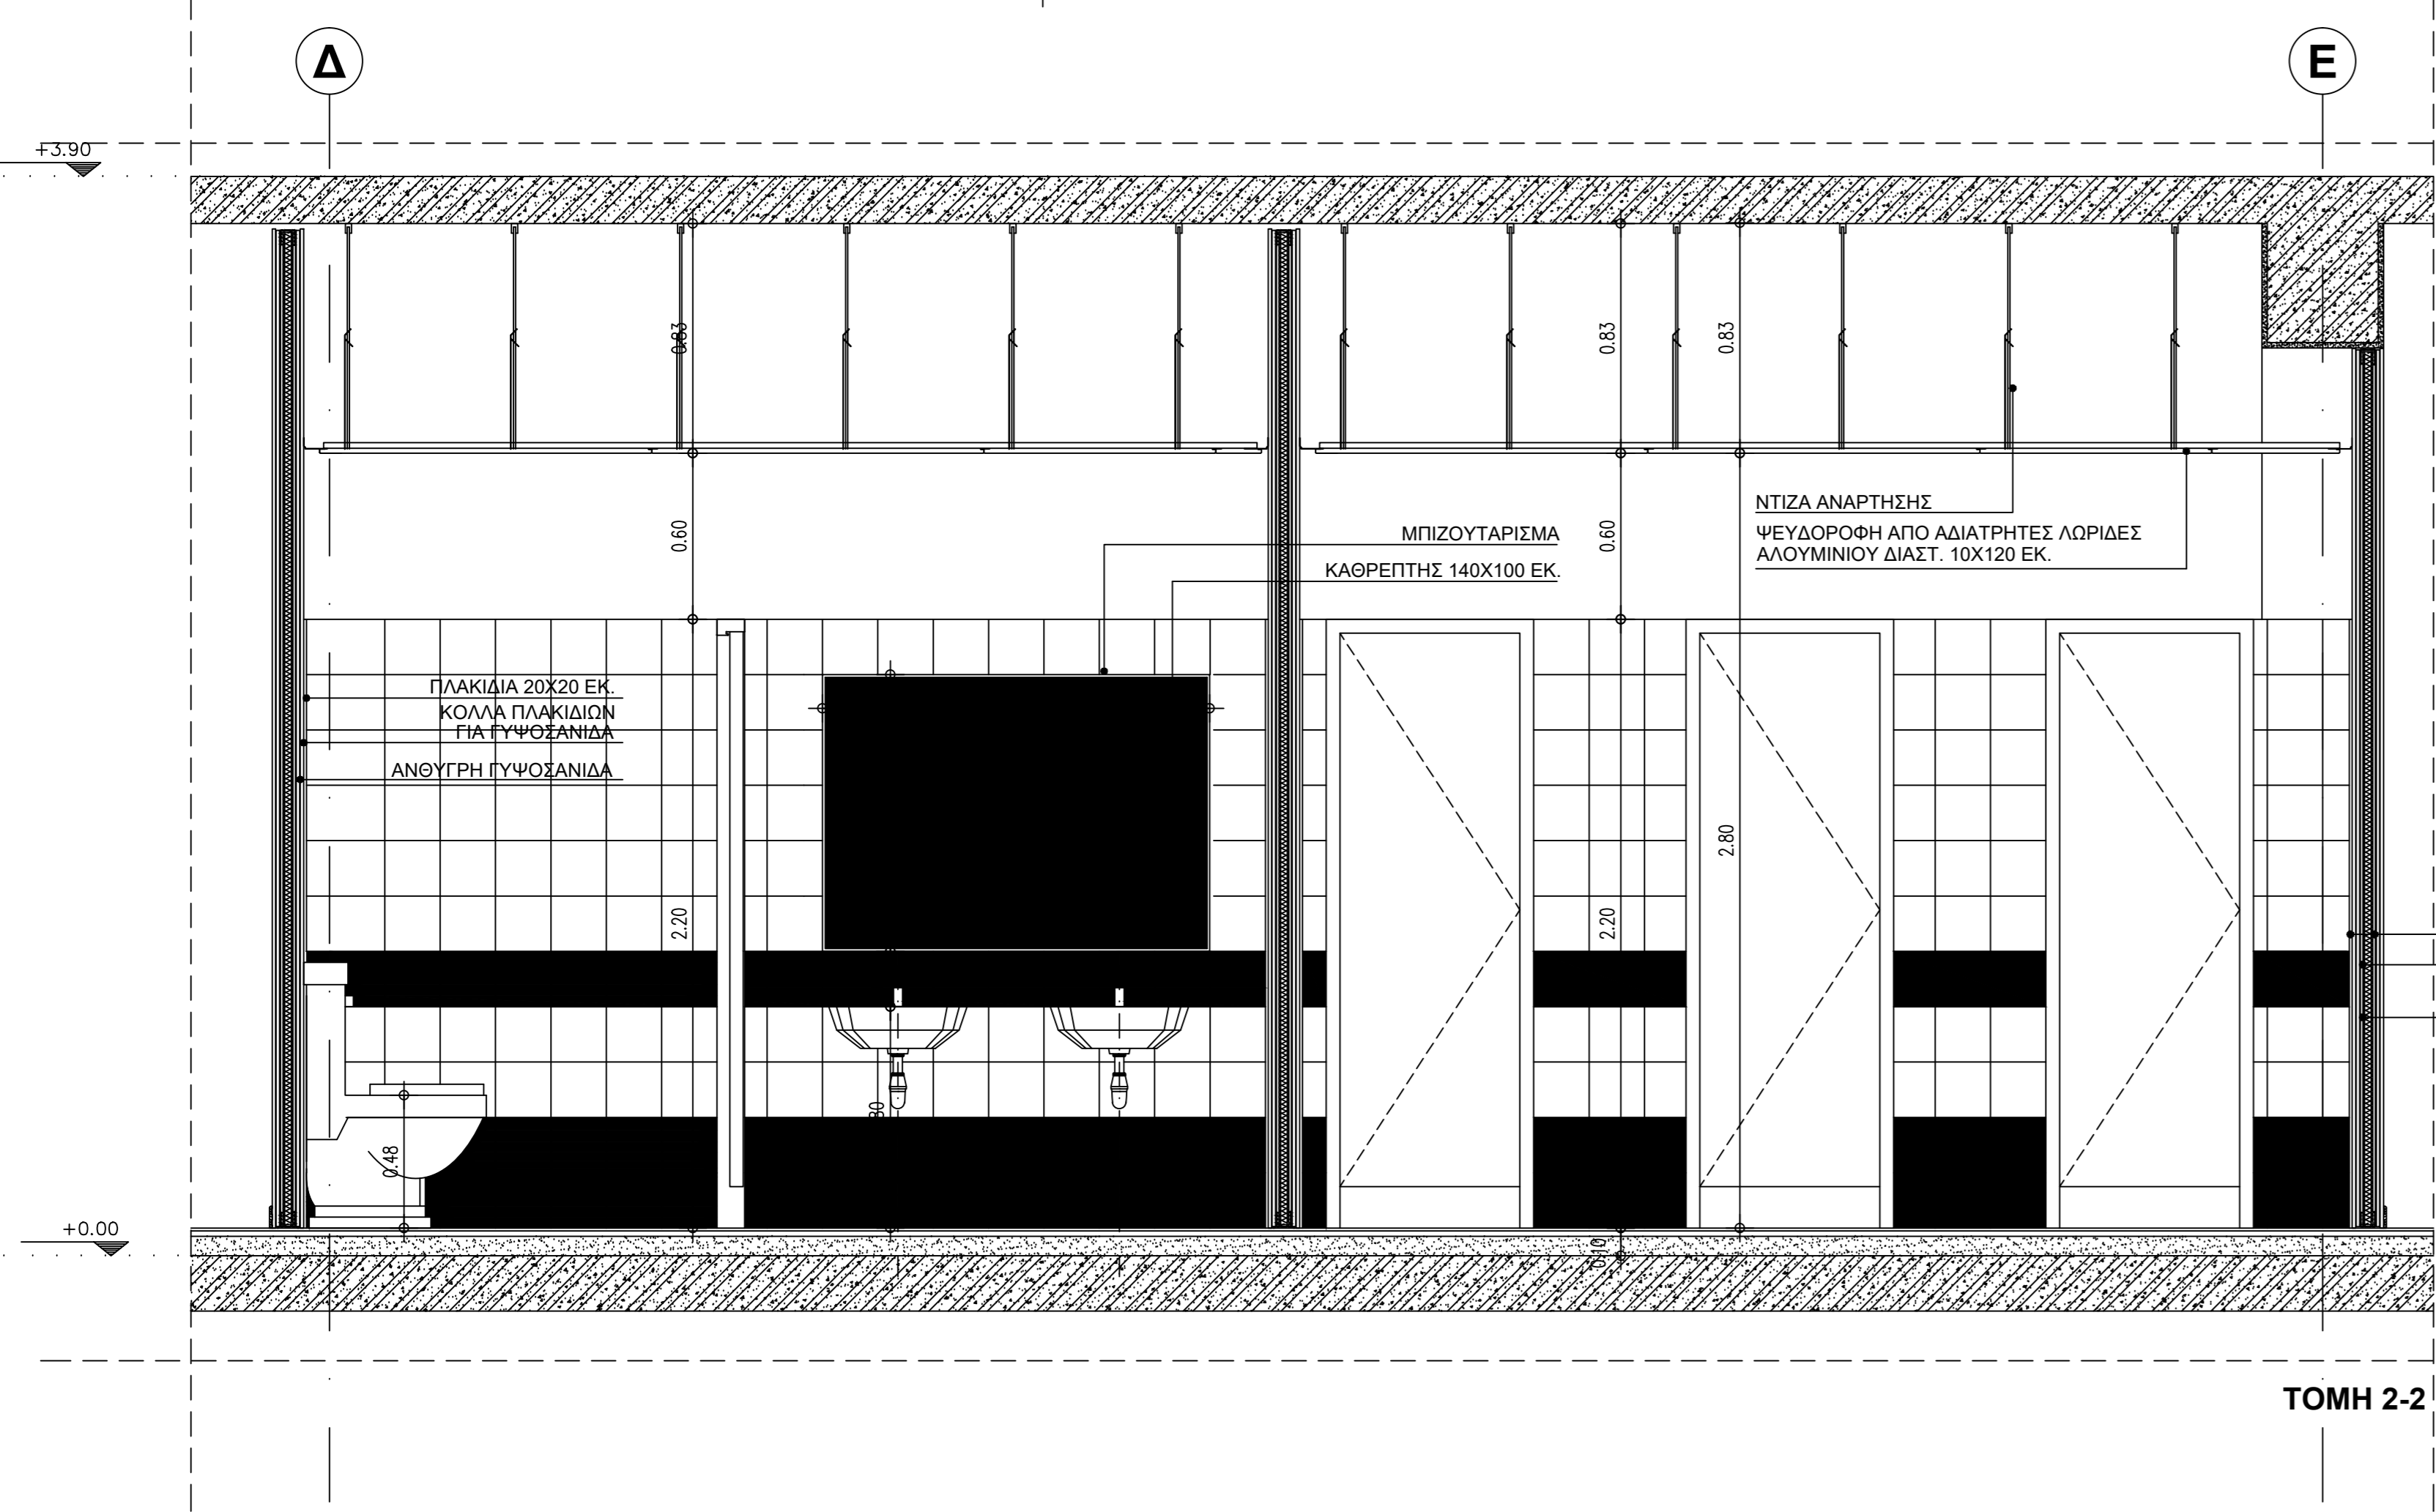 Δ
Ε
+3.90
0.83
0.83
0.83
0.60
0.60
ΝΤΙΖΑ ΑΝΑΡΤΗΣΗΣ
ΨΕΥΔΟΡΟΦΗ ΑΠΟ ΑΔΙΑΤΡΗΤΕΣ ΛΩΡΙΔΕΣ
ΑΛΟΥΜΙΝΙΟΥ ΔΙΑΣΤ. 10Χ120 ΕΚ.
ΜΠΙΖΟΥΤΑΡΙΣΜΑ
ΚΑΘΡΕΠΤΗΣ 140Χ100 ΕΚ.
ΠΛΑΚΙΔΙΑ 20Χ20 ΕΚ.
ΚΟΛΛΑ ΠΛΑΚΙΔΙΩΝ
ΓΙΑ ΓΥΨΟΣΑΝΙΔΑ
ΑΝΘΥΓΡΗ ΓΥΨΟΣΑΝΙΔΑ
2.80
2.20
2.20
0.48
+0.00
0.10
ΤΟΜΗ 2-2